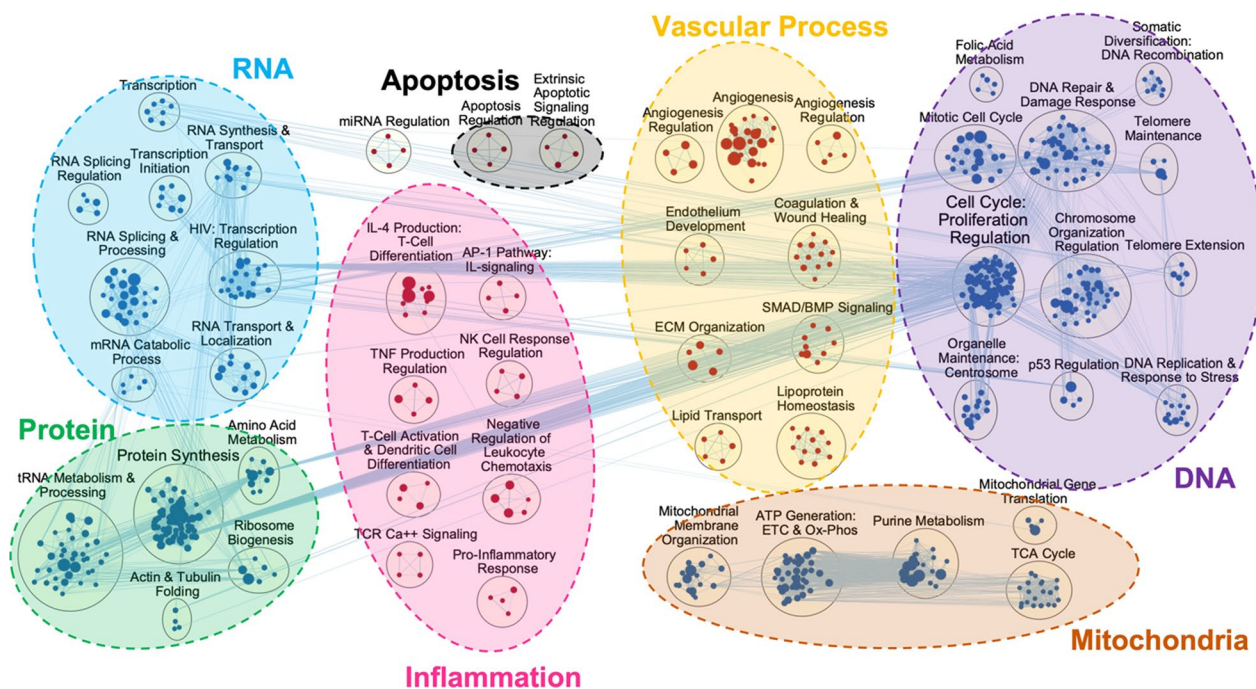 RNA
Transcription
RNA Synthesis &
Transport
RNA Splicing
Regulation
Transcription
Initiation
RNA Splicing &
Processing
HIV: Transcription
Regulation
mRNA Catabolic
Process
RNA Transport &
Localization
Protein
Amino Acid
Metabolism
Protein Synthesis
tRNA Metabolism &
Processing
Ribosome
Biogenesis
Actin & Tubulin
Folding
Apoptosis
miRNA Regulation
Apoptosis
Regulation
Extrinsic
Apoptotic
Signaling
Regulation
IL-4 Production:
T-Cell
Differentiation
AP-1 Pathway:
IL-signaling
TNF Production
Regulation
NK Cell Response
Regulation
T-Cell Activation
& Dendritic Cell
Differentiation
Negative
Regulation of
Leukocyte
Chemotaxis
TCR Ca++ Signaling
Pro-Inflammatory
Response
Inflammation
Vascular Process
Angiogenesis
Regulation
Angiogenesis
Angiogenesis
Regulation
Endothelium
Development
Coagulation &
Wound Healing
ECM Organization
SMAD/BMP Signaling
Lipid Transport
Lipoprotein
Homeostasis
Folic Acid
Metabolism
Somatic
Diversification:
DNA Recombination
Mitotic Cell Cycle
DNA Repair &
Damage Response
Telomere
Maintenance
Cell Cycle:
Proliferation
Regulation
Chromosome
Organization
Regulation
Telomere Extension
Organelle
Maintenance:
Centrosome
p53 Regulation
DNA Replication &
Response to Stress
DNA
Mitochondrial
Membrane
Organization
ATP Generation:
ETC & Ox-Phos
Purine Metabolism
Mitochondrial Gene
Translation
TCA Cycle
Mitochondria